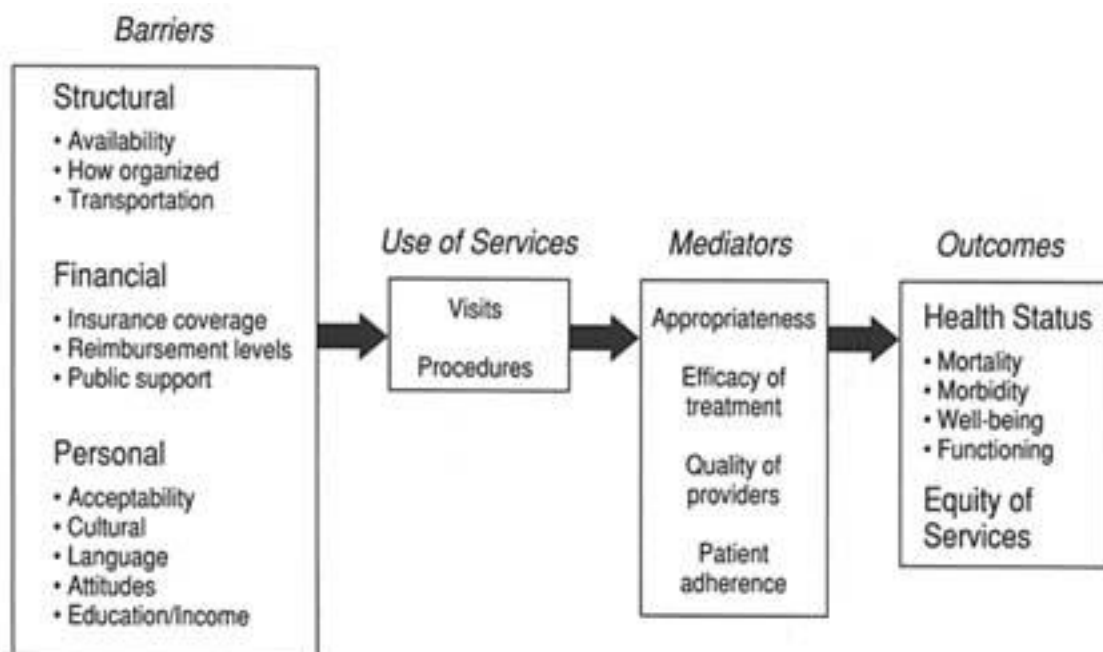 Barriers
Structural
• Availability
• How organized
• Transportation
Financial
• Insurance coverage
• Reimbursement levels
• Public support
Personal
• Acceptability
• Cultural
• Language
• Attitudes
• Education/Income
Use of Services
Visits
Procedures
Mediators
Appropriateness
Efficacy of
treatment
Quality of
providers
Patient
adherence
Outcomes
Health Status
• Mortality
• Morbidity
• Well-being
• Functioning
Equity of
Services